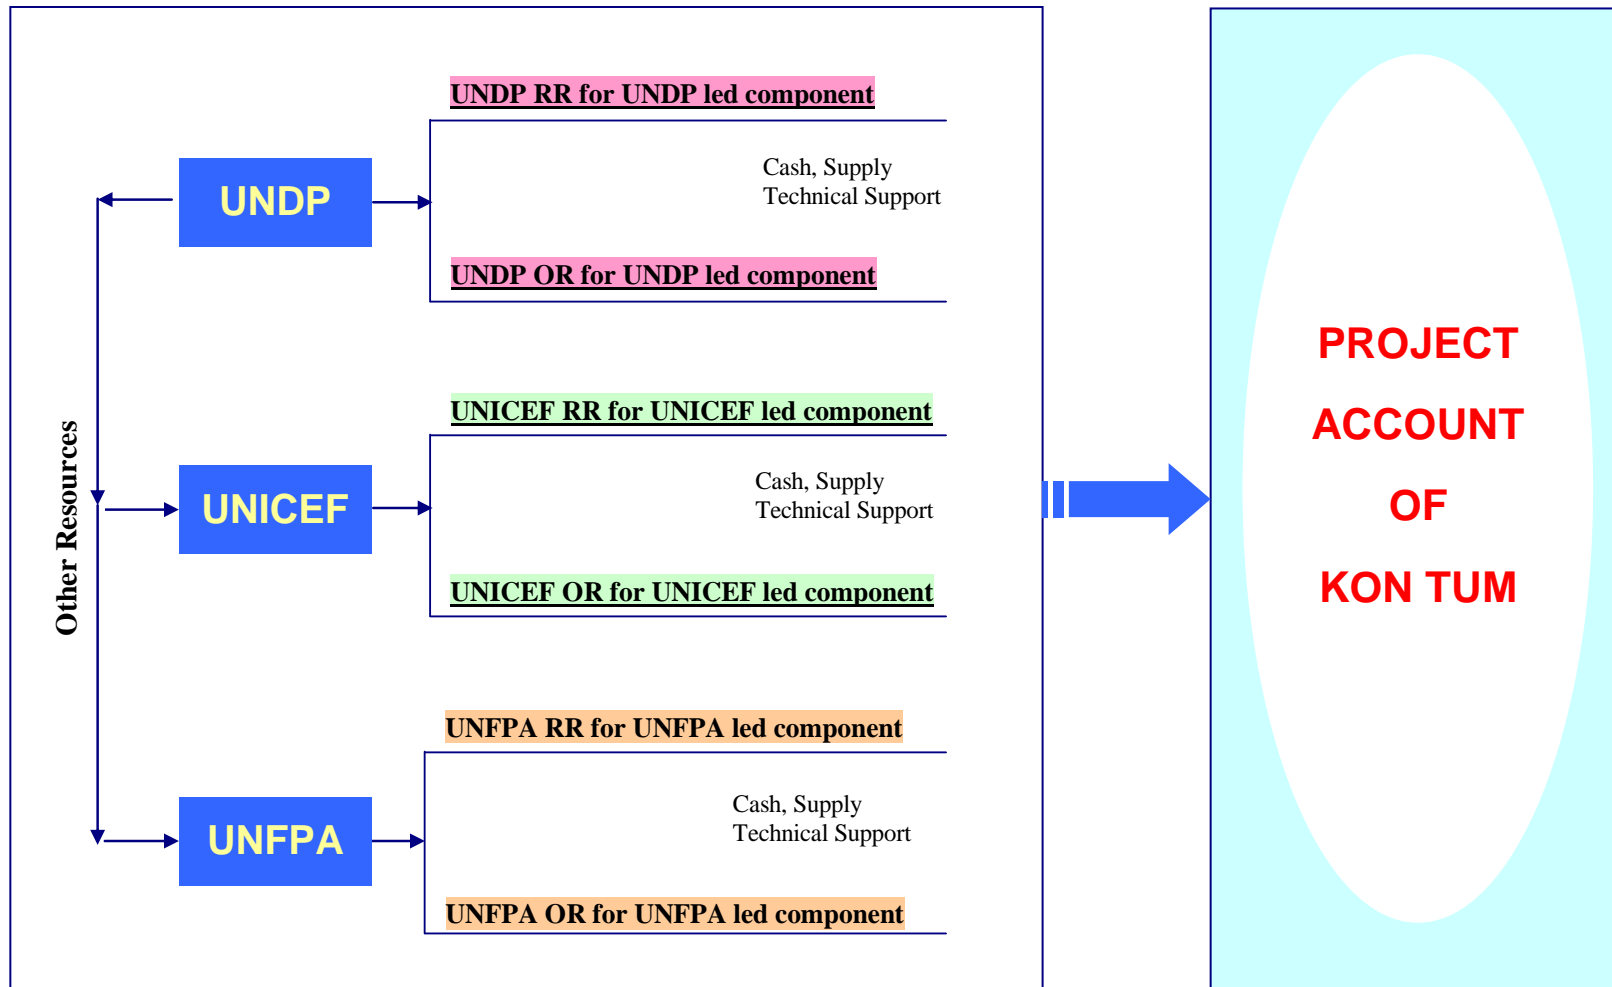 Other Resources
UNDP
UNDP RR for UNDP led component
Cash, Supply
Technical Support
UNDP OR for UNDP led component
UNICEF
UNICEF RR for UNICEF led component
Cash, Supply
Technical Support
UNICEF OR for UNICEF led component
UNFPA
UNFPA RR for UNFPA led component
Cash, Supply
Technical Support
UNFPA OR for UNFPA led component
PROJECT
ACCOUNT
OF
KON TUM